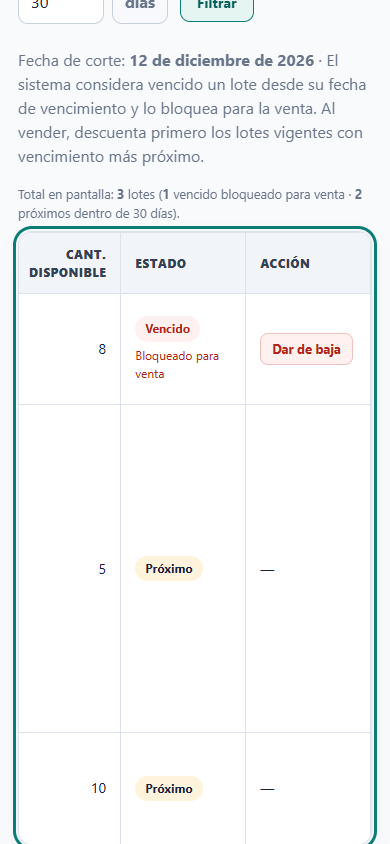 30 días Filtrar
Fecha de corte: 12 de diciembre de 2026 · El
sistema considera vencido un lote desde su fecha
de vencimiento y lo bloquea para la venta. Al
vender, descuenta primero los lotes vigentes con
vencimiento más próximo.
Total en pantalla: 3 lotes (1 vencido bloqueado para venta · 2
próximos dentro de 30 días).
CANT.
DISPONIBLE ESTADO ACCIÓN
8 Vencido Dar de baja
Bloqueado para
venta
5 Próximo —
10 Próximo —